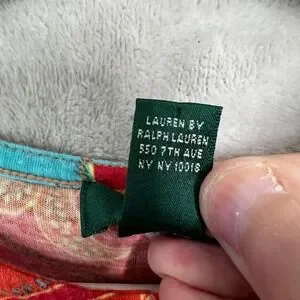 LAUREN BY
RALPH LAUREN
550 7TH AVE
NY NY 10018